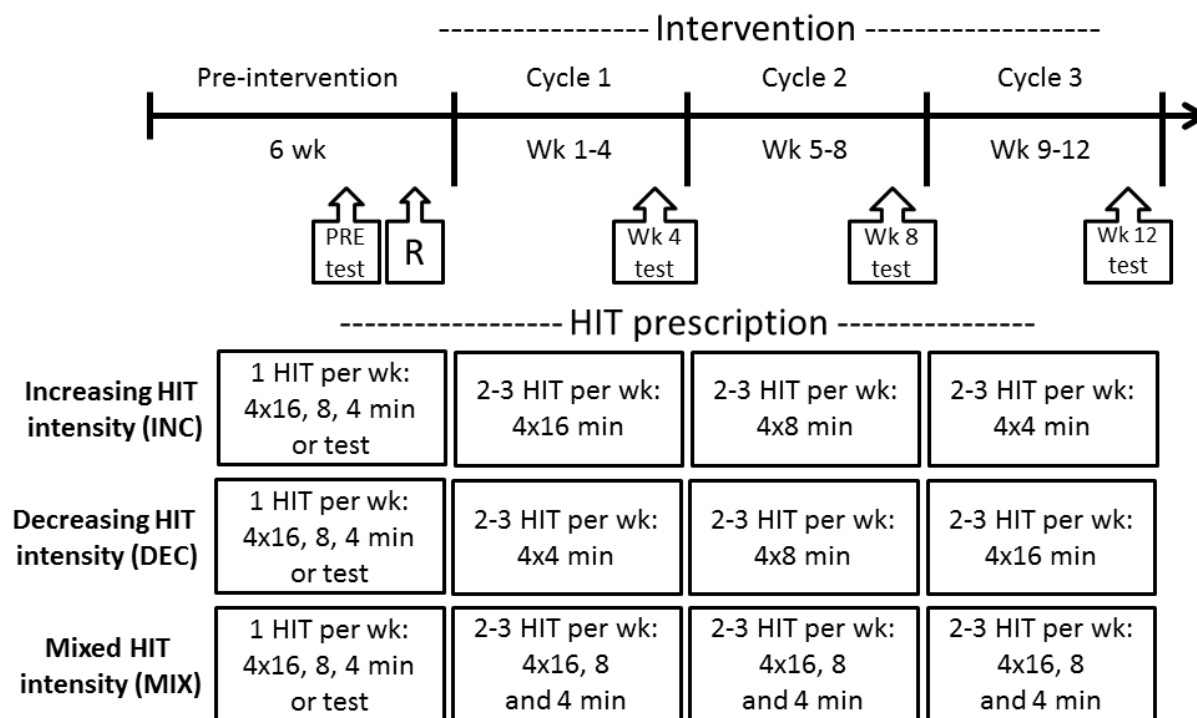 Intervention
Pre-intervention
Cycle 1
Cycle 2
Cycle 3
6 wk
Wk 1-4
Wk 5-8
Wk 9-12
PRE
test
R
Wk 4
test
Wk 8
test
Wk 12
test
HIT prescription
Increasing HIT
intensity (INC)
1 HIT per wk:
4x16, 8, 4 min
or test
2-3 HIT per wk:
4x16 min
2-3 HIT per wk:
4x8 min
2-3 HIT per wk:
4x4 min
Decreasing HIT
intensity (DEC)
1 HIT per wk:
4x16, 8, 4 min
or test
2-3 HIT per wk:
4x4 min
2-3 HIT per wk:
4x8 min
2-3 HIT per wk:
4x16 min
Mixed HIT
intensity (MIX)
1 HIT per wk:
4x16, 8, 4 min
or test
2-3 HIT per wk:
4x16, 8
and 4 min
2-3 HIT per wk:
4x16, 8
and 4 min
2-3 HIT per wk:
4x16, 8
and 4 min